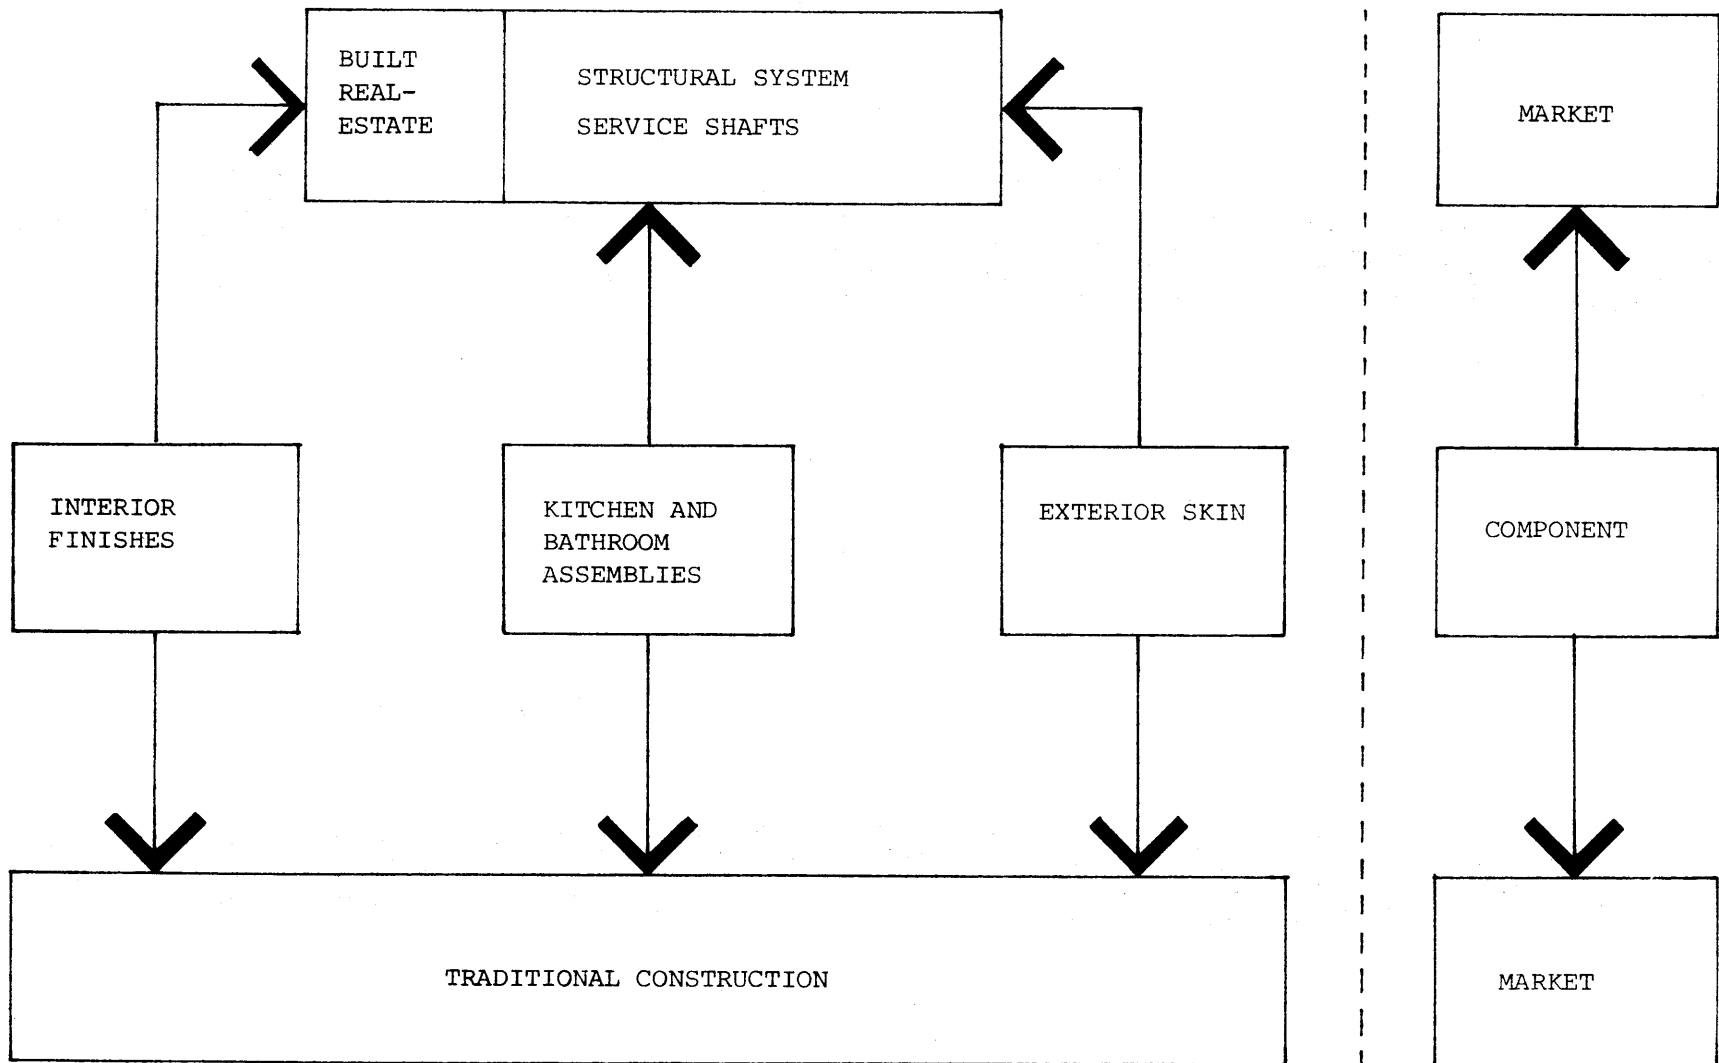 BUILT
REAL-
ESTATE
STRUCTURAL SYSTEM
SERVICE SHAFTS
MARKET
INTERIOR
FINISHES
KITCHEN AND
BATHROOM
ASSEMBLIES
EXTERIOR SKIN
COMPONENT
TRADITIONAL CONSTRUCTION
MARKET